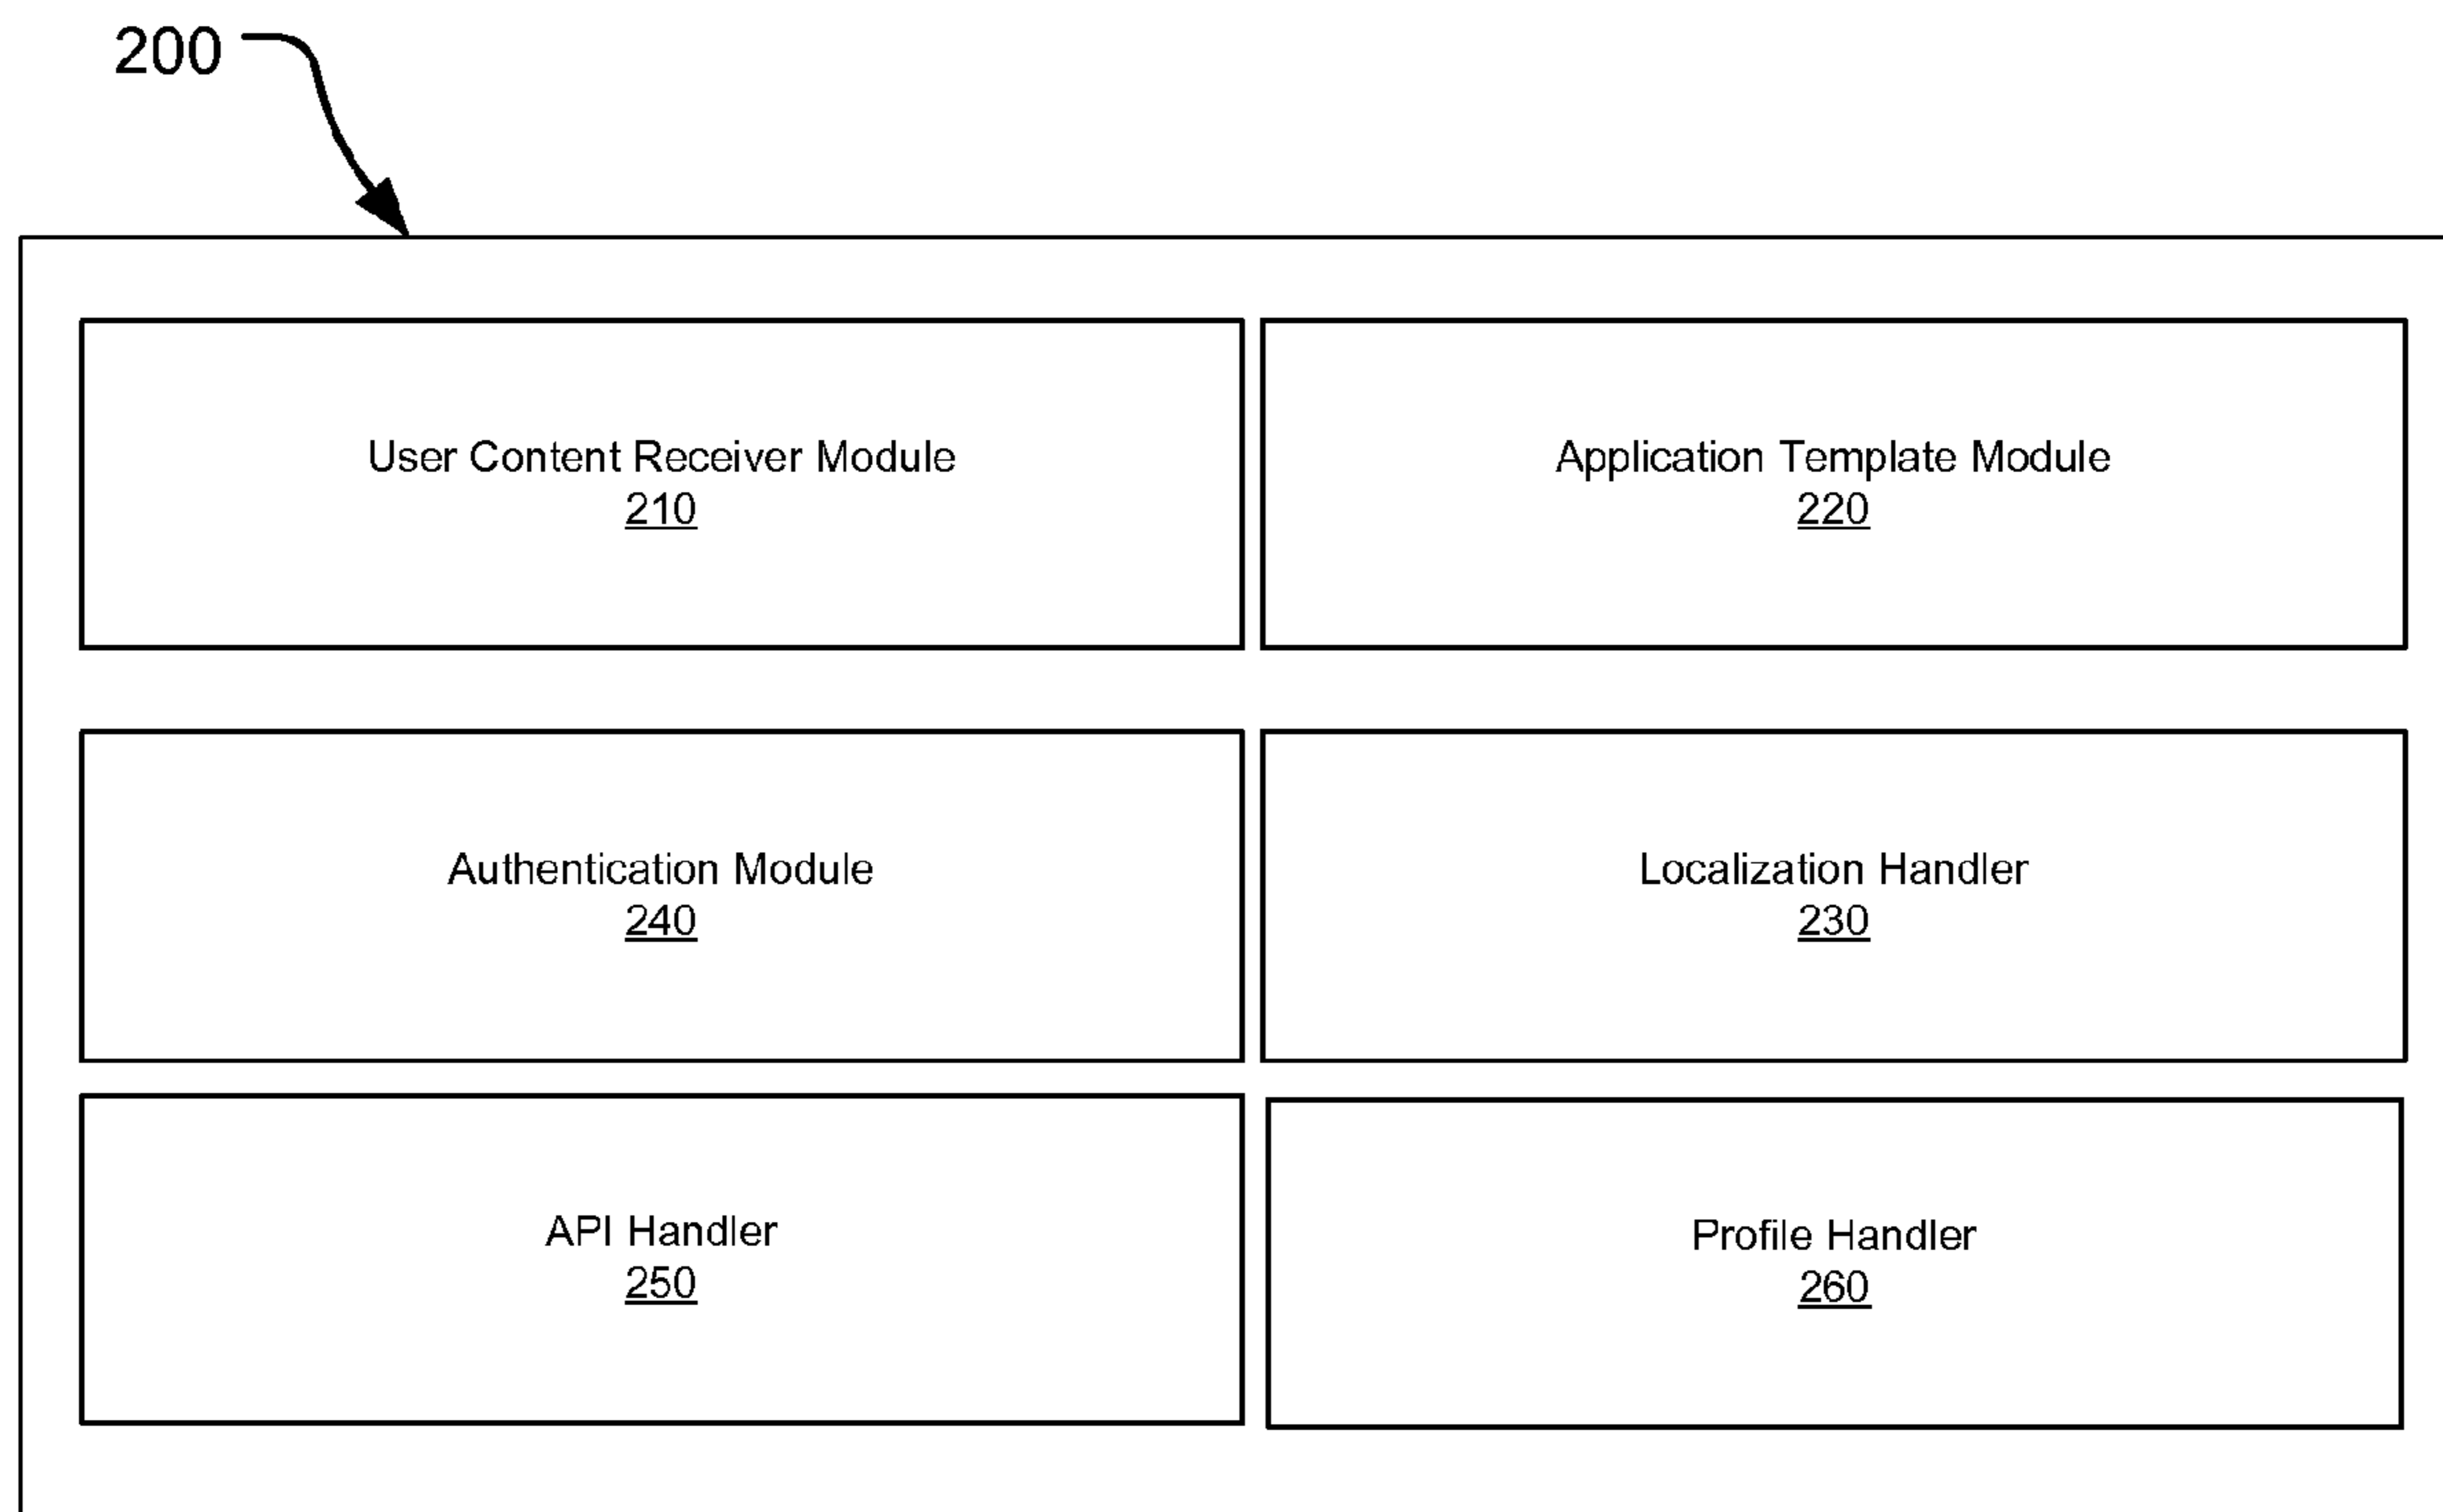 200
User Content Receiver Module
210
Application Template Module
220
Authentication Module
240
Localization Handler
230
API Handler
250
Profile Handler
260